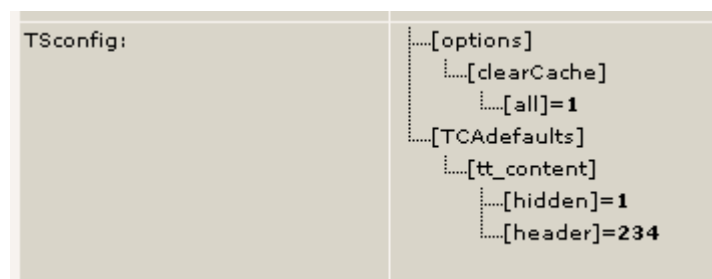 TSconfig:
[options]
[clearCache]
[all]=1
[TCAdefaults]
[tt_content]
[hidden]=1
[header]=234